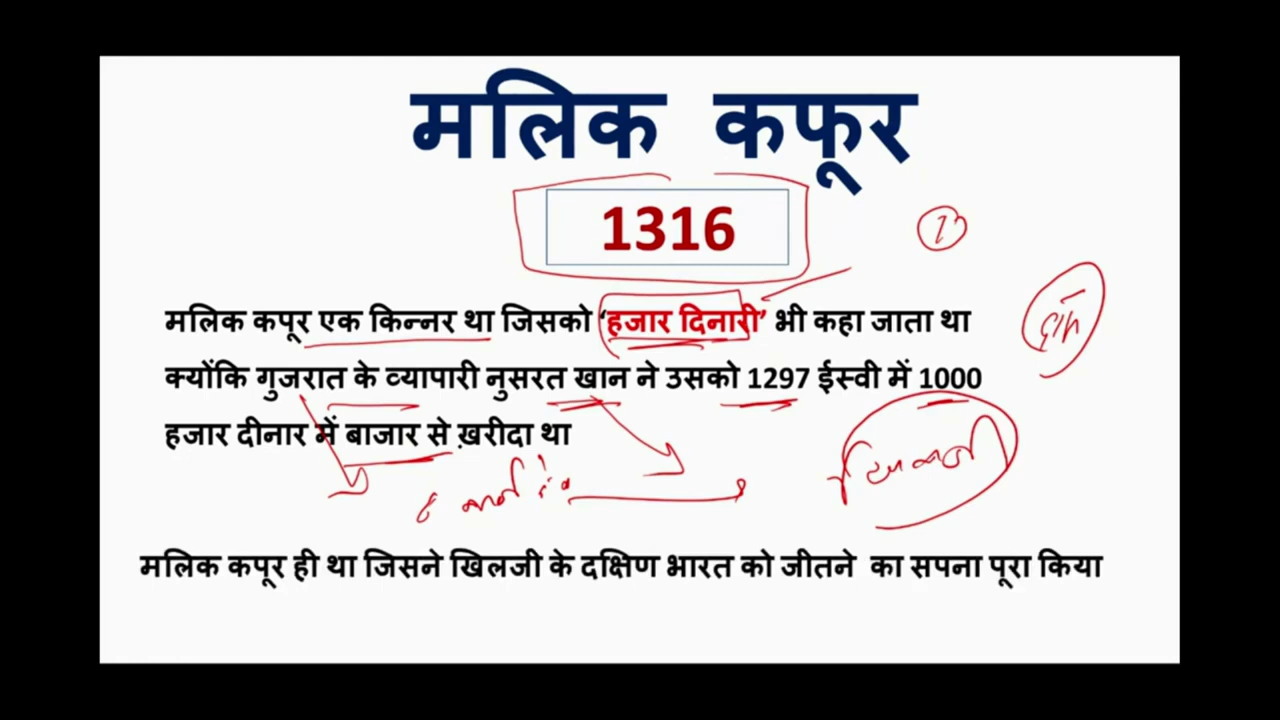 मलिक कफूर
1316
मलिक कपूर एक किन्नर था जिसको ‘हजार दिनारी’ भी कहा जाता था
क्योंकि गुजरात के व्यापारी नुसरत खान ने उसको 1297 ईस्वी में 1000
हजार दीनार में बाजार से ख़रीदा था
मलिक कपूर ही था जिसने खिलजी के दक्षिण भारत को जीतने का सपना पूरा किया